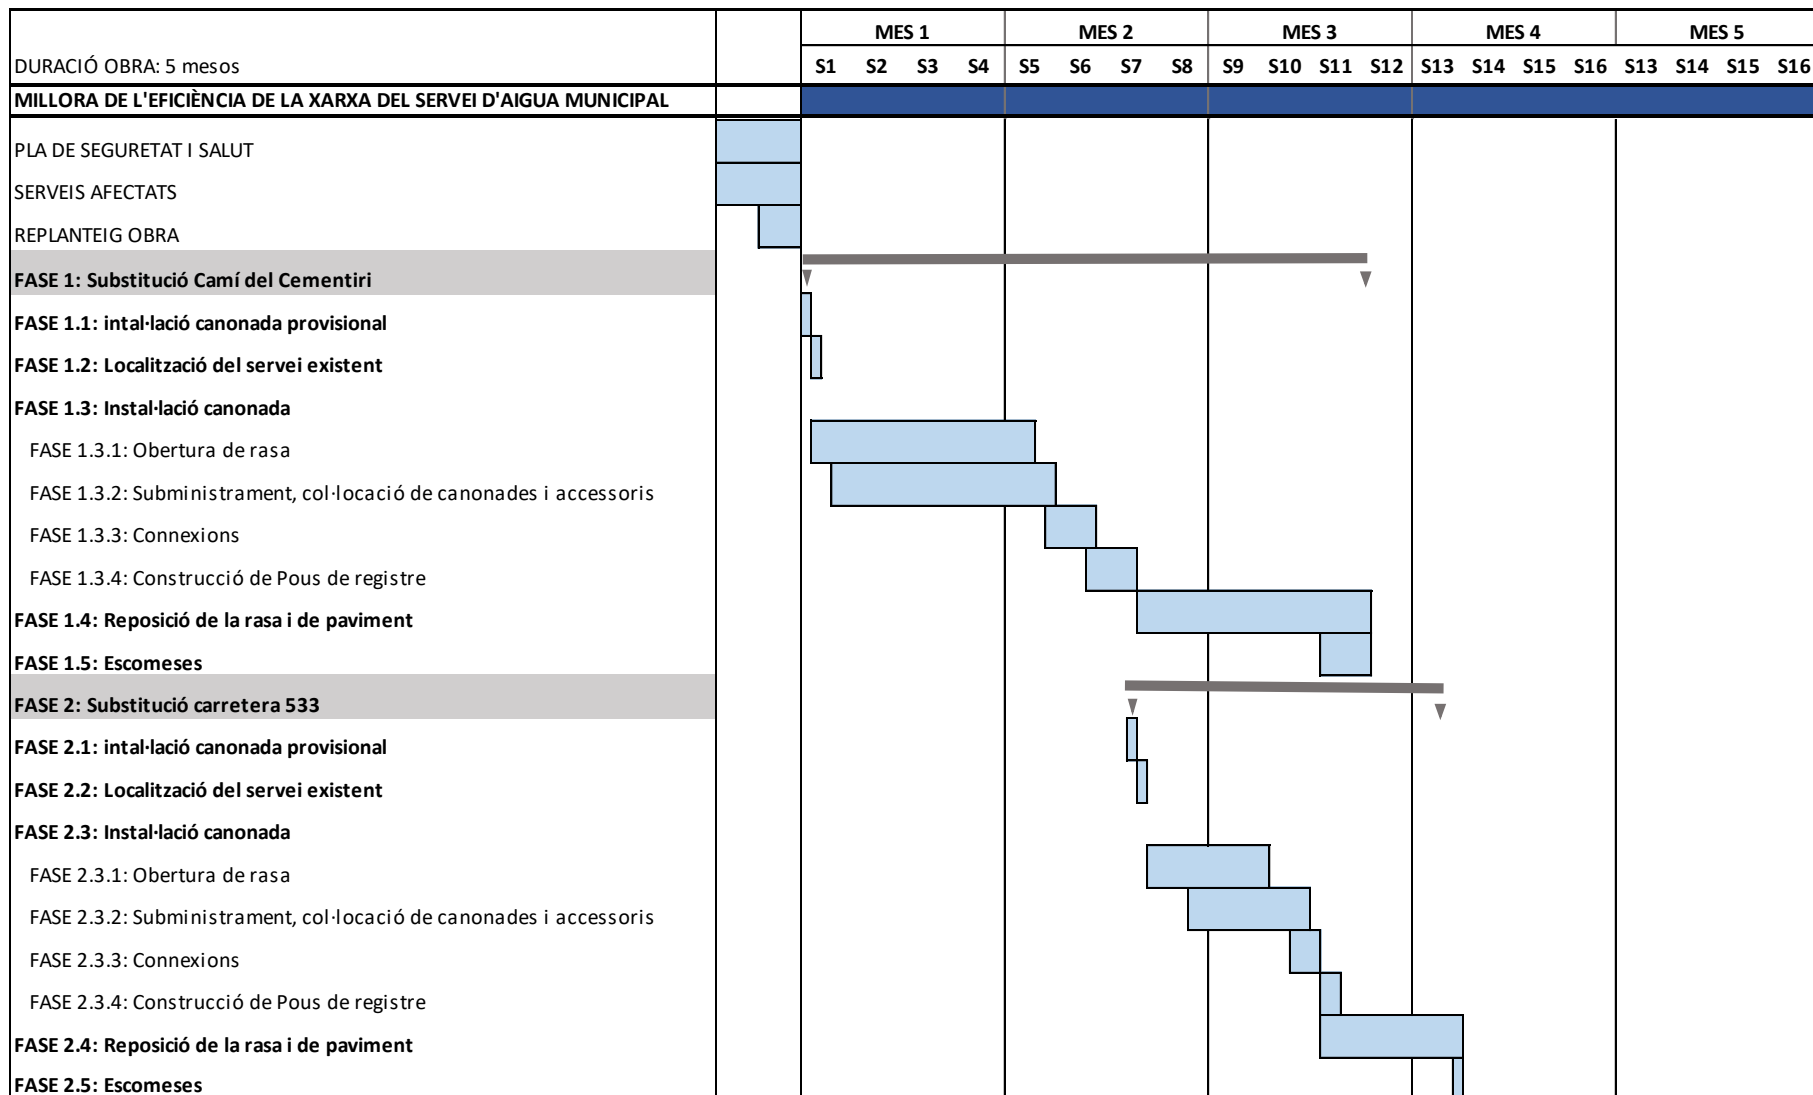 MES 1 MES 2 MES 3 MES 4 MES 5
DURACIÓ OBRA: 5 mesos S1 S2 S3 S4 S5 S6 S7 S8 S9 S10 S11 S12 S13 S14 S15 S16 S13 S14 S15 S16
MILLORA DE L'EFICIÈNCIA DE LA XARXA DEL SERVEI D'AIGUA MUNICIPAL
PLA DE SEGURETAT I SALUT
SERVEIS AFECTATS
REPLANTEIG OBRA
FASE 1: Substitució Camí del Cementiri
FASE 1.1: intal·lació canonada provisional
FASE 1.2: Localització del servei existent
FASE 1.3: Instal·lació canonada
FASE 1.3.1: Obertura de rasa
FASE 1.3.2: Subministrament, col·locació de canonades i accessoris
FASE 1.3.3: Connexions
FASE 1.3.4: Construcció de Pous de registre
FASE 1.4: Reposició de la rasa i de paviment
FASE 1.5: Escomeses
FASE 2: Substitució carretera 533
FASE 2.1: intal·lació canonada provisional
FASE 2.2: Localització del servei existent
FASE 2.3: Instal·lació canonada
FASE 2.3.1: Obertura de rasa
FASE 2.3.2: Subministrament, col·locació de canonades i accessoris
FASE 2.3.3: Connexions
FASE 2.3.4: Construcció de Pous de registre
FASE 2.4: Reposició de la rasa i de paviment
FASE 2.5: Escomeses